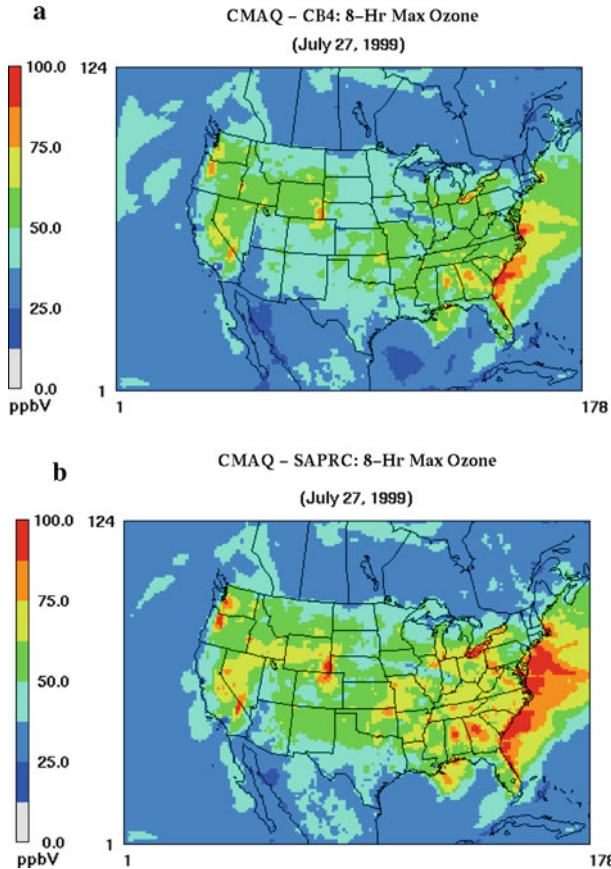 a
CMAQ – CB4: 8–Hr Max Ozone
(July 27, 1999)
100.0
75.0
50.0
25.0
0.0
ppbV
124
1
1
178
b
CMAQ – SAPRC: 8–Hr Max Ozone
(July 27, 1999)
100.0
75.0
50.0
25.0
0.0
ppbV
124
1
1
178